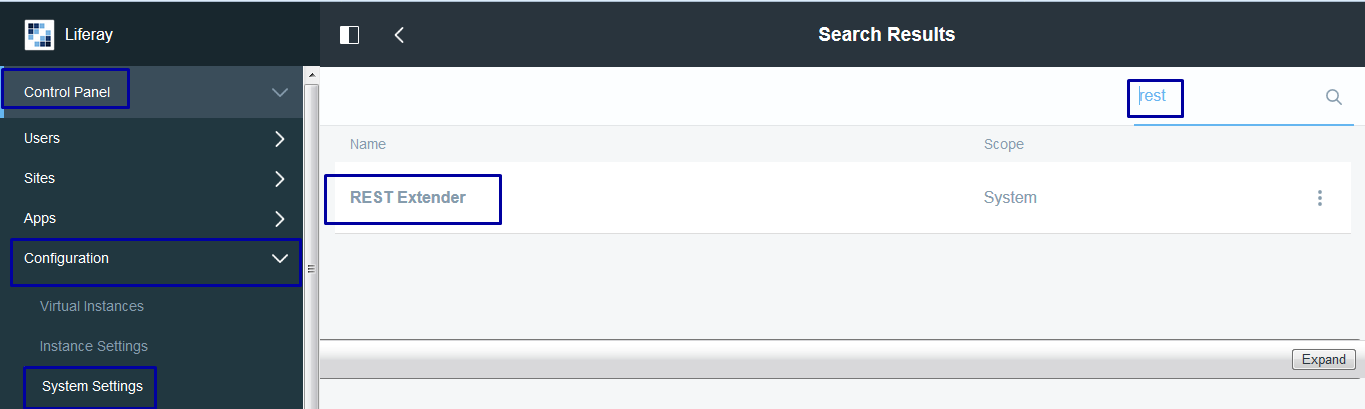 Liferay
Search Results
Control Panel
rest
Users
Name Scope
Sites
REST Extender System
Apps
Configuration
Virtual Instances
Instance Settings
Expand
System Settings